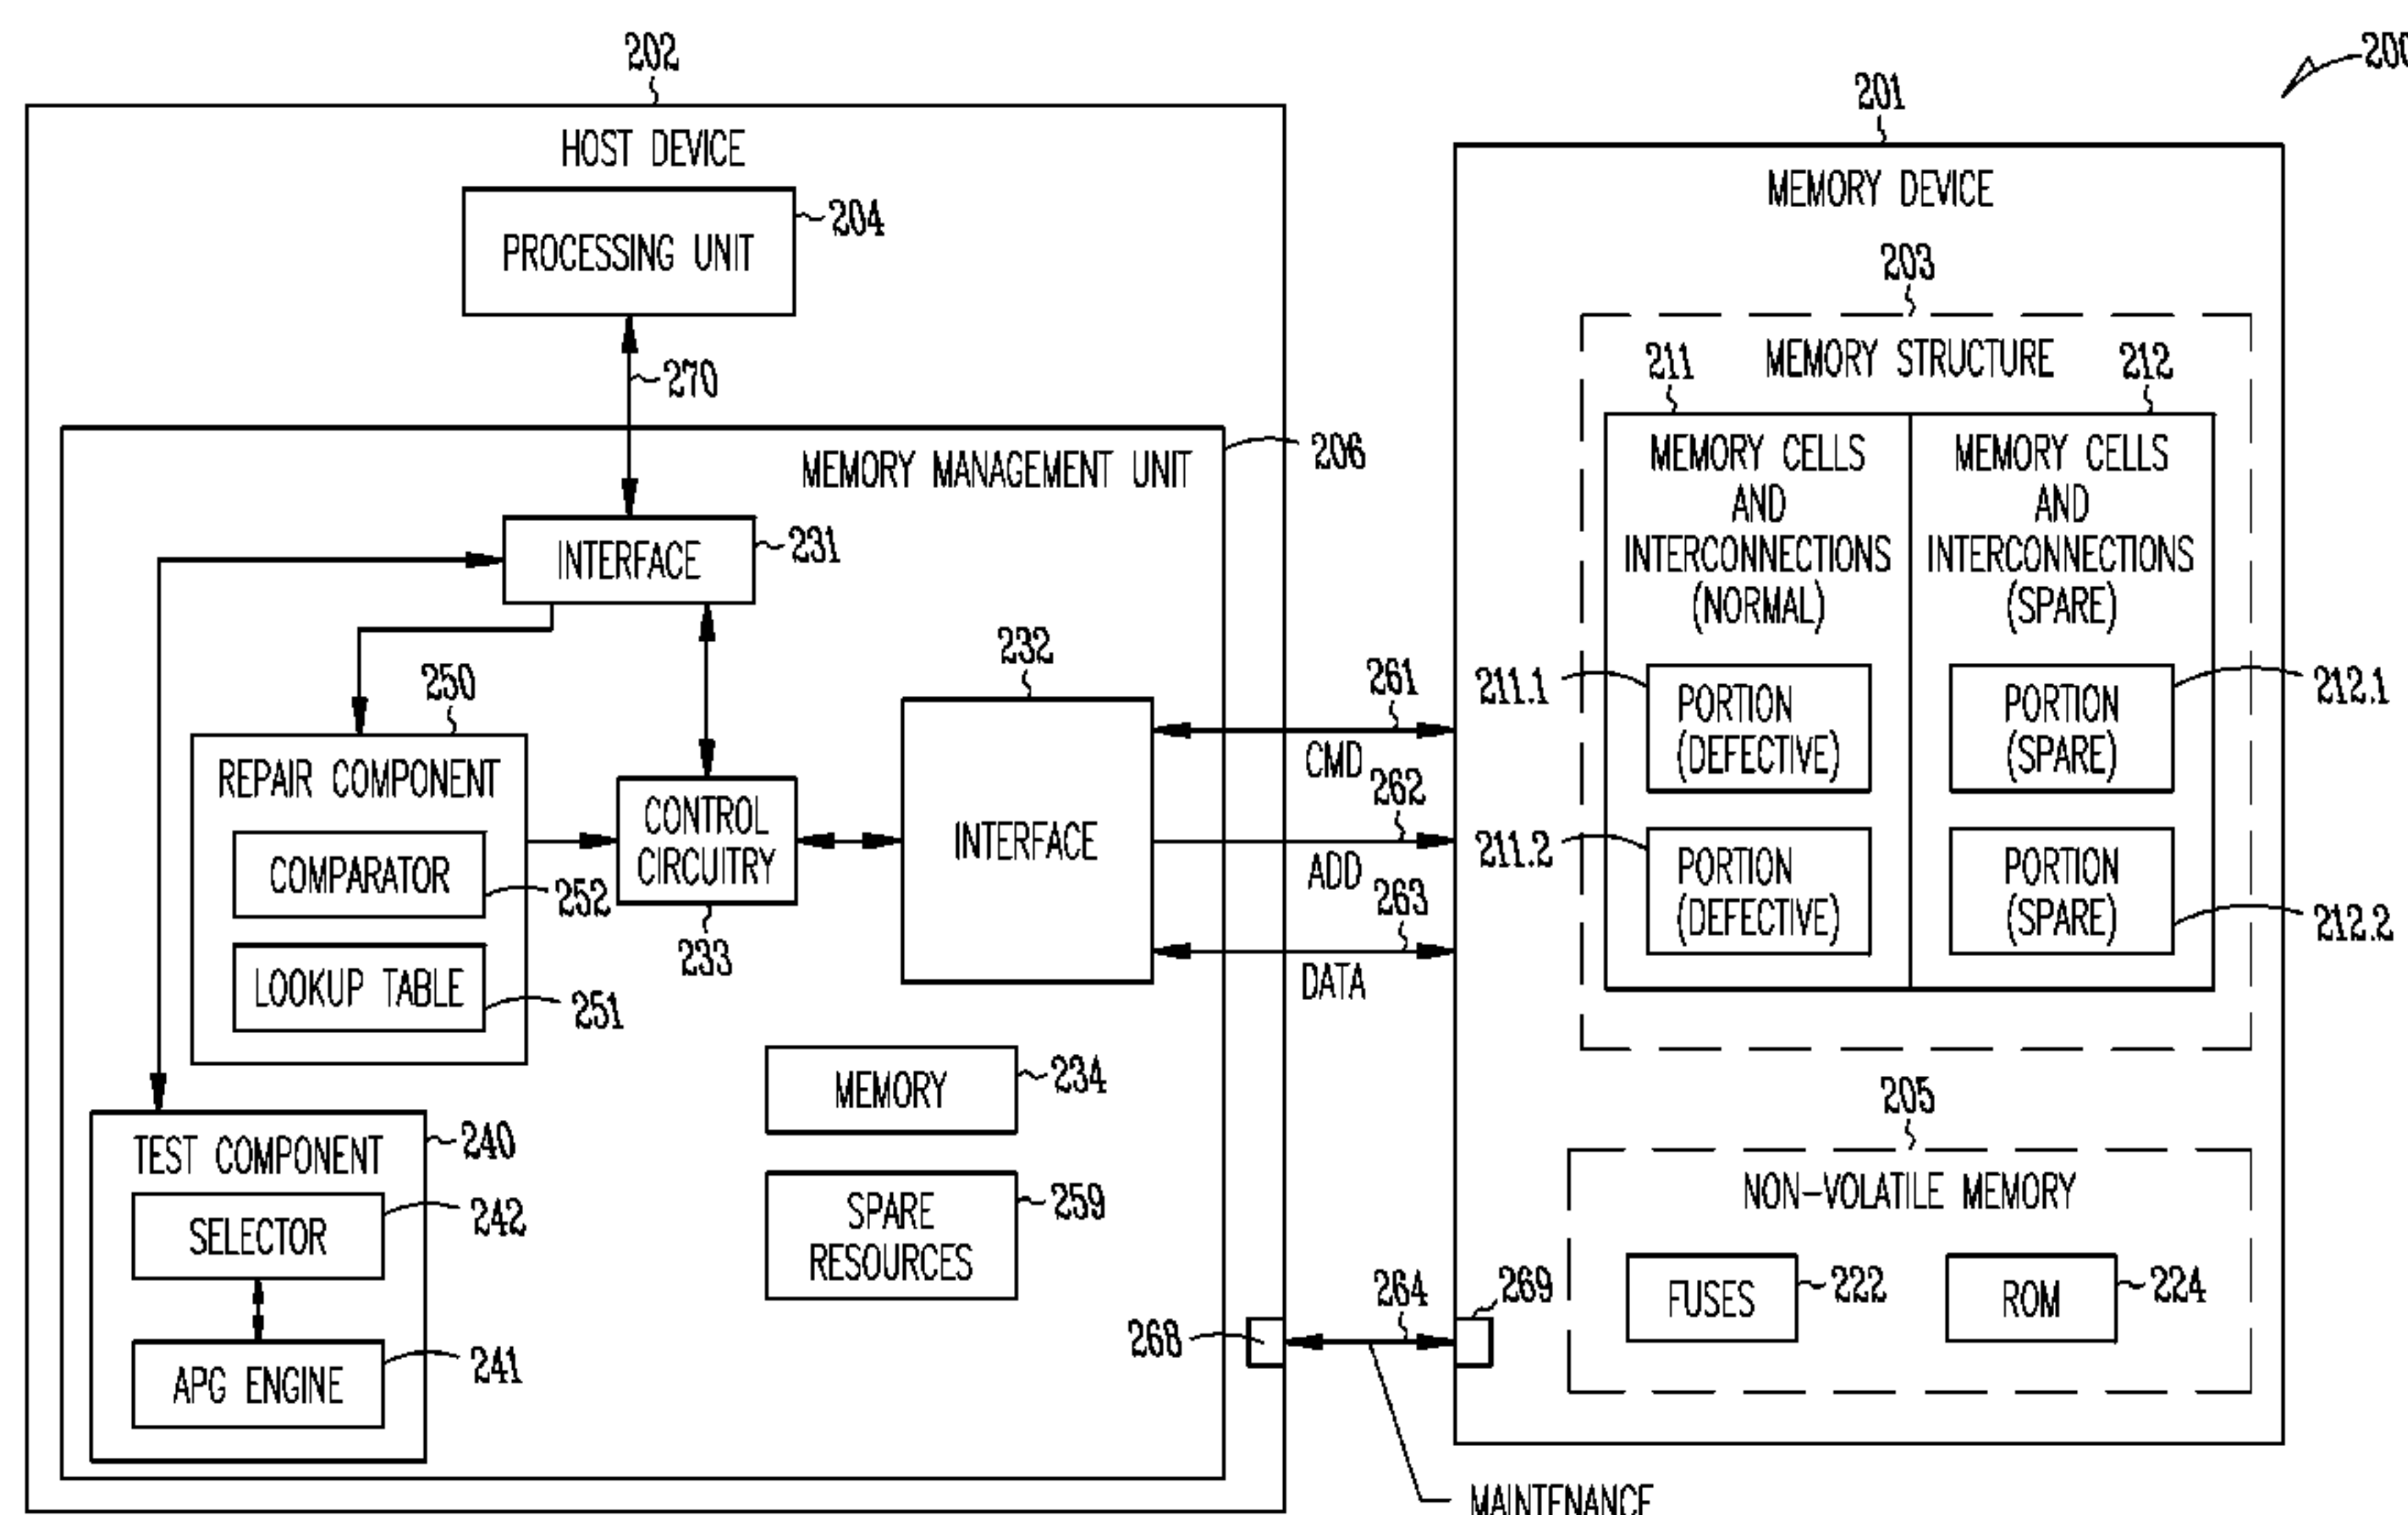 200
202
HOST DEVICE
PROCESSING UNIT
204
270
206
MEMORY MANAGEMENT UNIT
INTERFACE
231
250
REPAIR COMPONENT
COMPARATOR
252
LOOKUP TABLE
251
CONTROL
CIRCUITRY
233
232
INTERFACE
MEMORY
234
SPARE
RESOURCES
259
240
TEST COMPONENT
SELECTOR
242
APG ENGINE
241
261
CMD
262
ADD
263
DATA
268
264
269
MAINTENANCE
201
MEMORY DEVICE
203
MEMORY STRUCTURE
211
MEMORY CELLS
AND
INTERCONNECTIONS
(NORMAL)
211.1
PORTION
(DEFECTIVE)
211.2
PORTION
(DEFECTIVE)
212
MEMORY CELLS
AND
INTERCONNECTIONS
(SPARE)
PORTION
(SPARE)
212.1
PORTION
(SPARE)
212.2
205
NON-VOLATILE MEMORY
FUSES
222
ROM
224